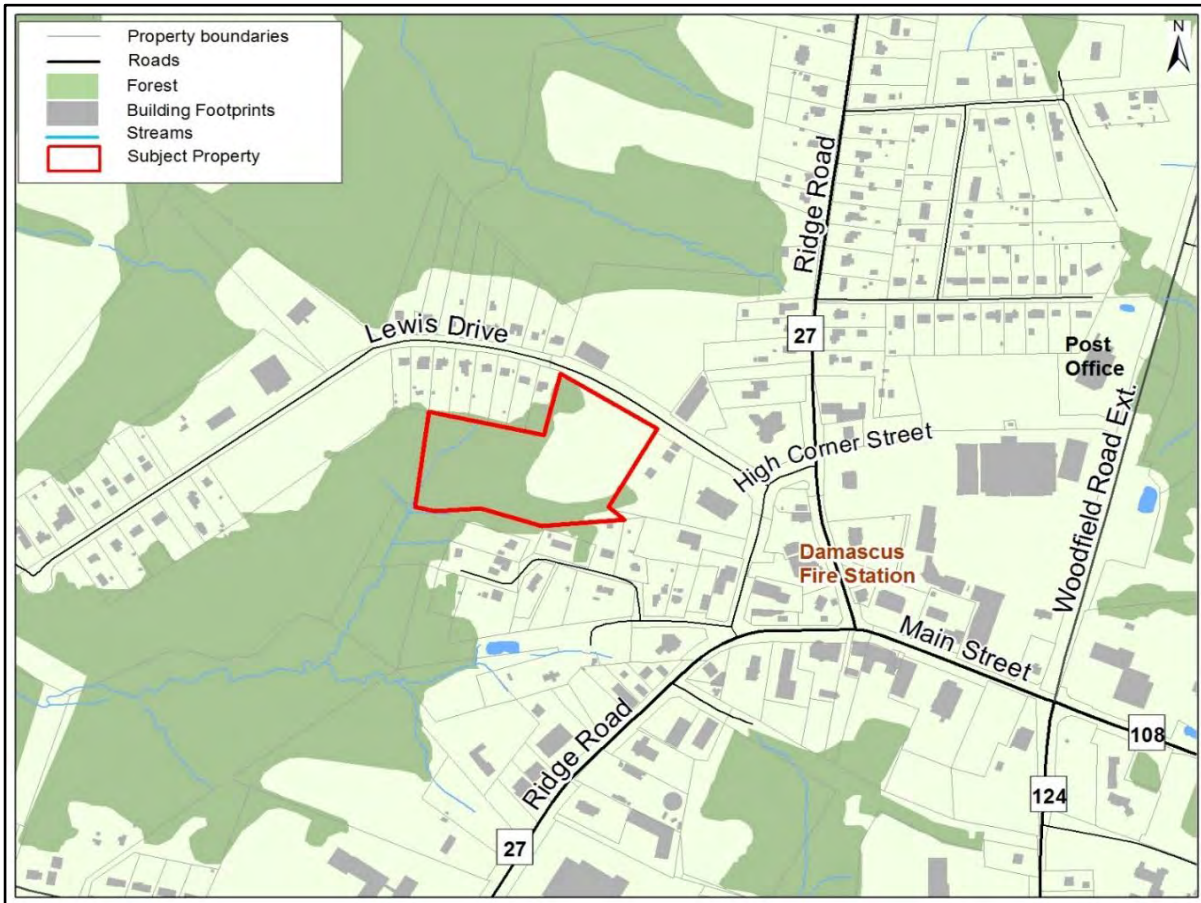 Property boundaries
Roads
Forest
Building Footprints
Streams
Subject Property
N
Ridge Road
Lewis Drive
27
Post
Office
High Corner Street
Woodfield Road Ext.
Damascus
Fire Station
Main Street
Ridge Road
108
124
27